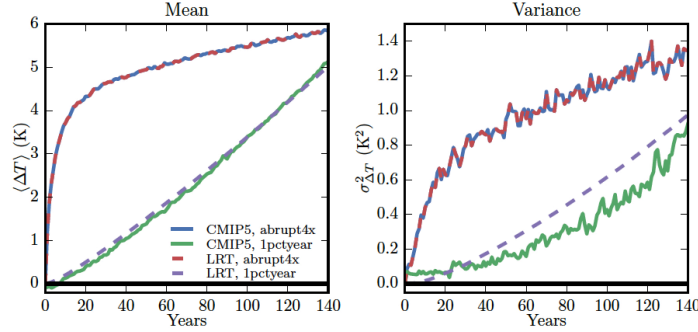 Mean
Variance
⟨ΔT⟩ (K)
6
5
4
3
2
1
0
CMIP5, abrupt4x
CMIP5, 1pctyear
LRT, abrupt4x
LRT, 1pctyear
0 20 40 60 80 100 120 140
Years
σ²ΔT (K²)
1.4
1.2
1.0
0.8
0.6
0.4
0.2
0.0
0 20 40 60 80 100 120 140
Years